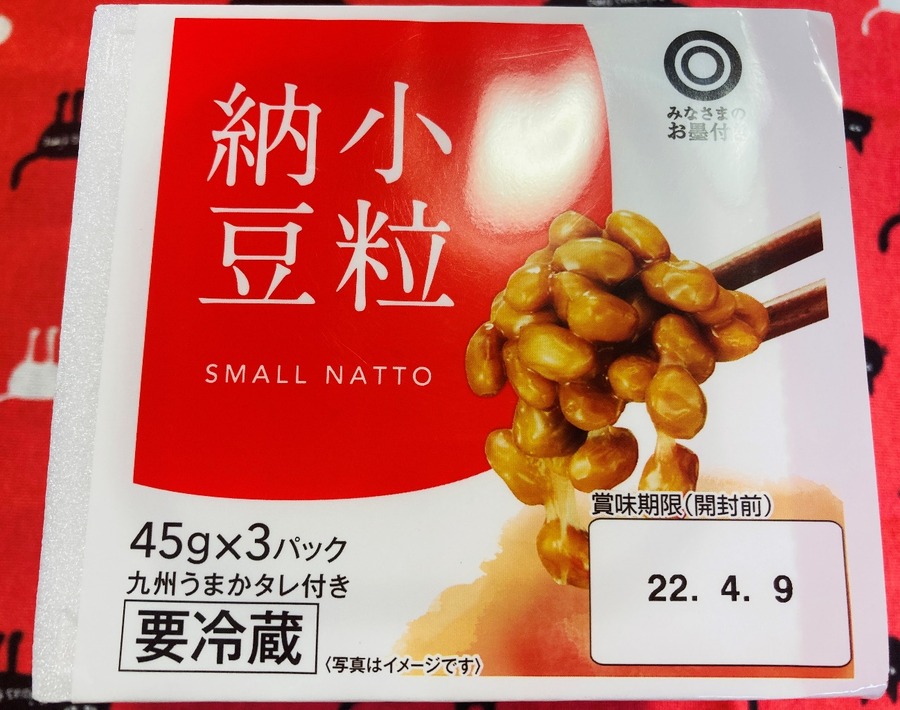 小粒
納豆
SMALL NATTO
みなさまの
お墨付き
45g×3パック
九州うまかタレ付き
要冷蔵
〈写真はイメージです〉
賞味期限(開封前)
22. 4. 9